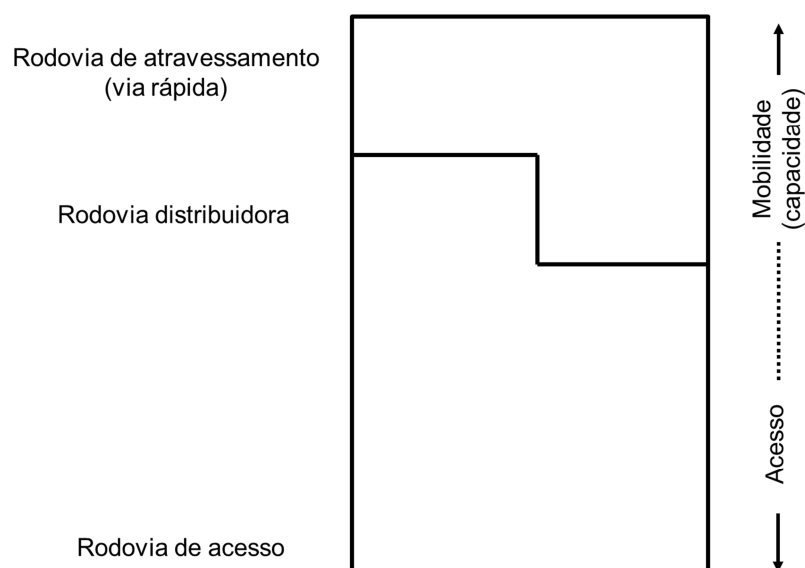 Rodovia de atravessamento
(via rápida)
Rodovia distribuidora
Rodovia de acesso
Mobilidade
(capacidade)
Acesso